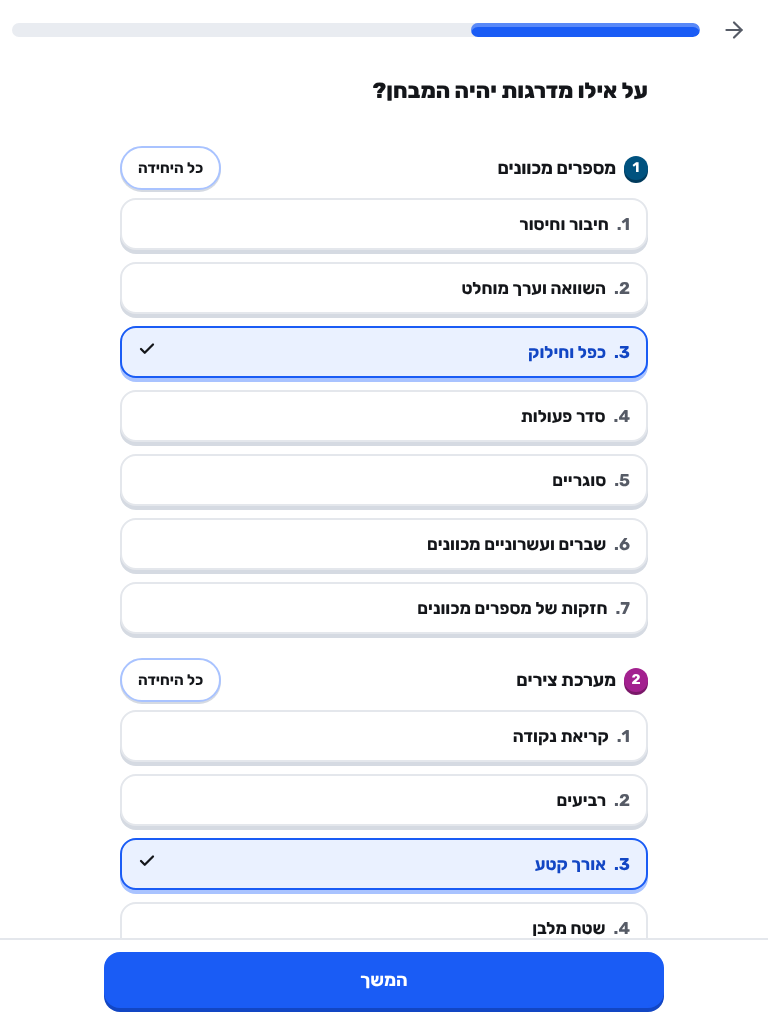 על אילו מדרגות יהיה המבחן?
1 מספרים מכוונים
כל היחידה
1. חיבור וחיסור
2. השוואה וערך מוחלט
3. כפל וחילוק
4. סדר פעולות
5. סוגריים
6. שברים ועשרוניים מכוונים
7. חזקות של מספרים מכוונים
2 מערכת צירים
כל היחידה
1. קריאת נקודה
2. רביעים
3. אורך קטע
4. שטח מלבן
המשך